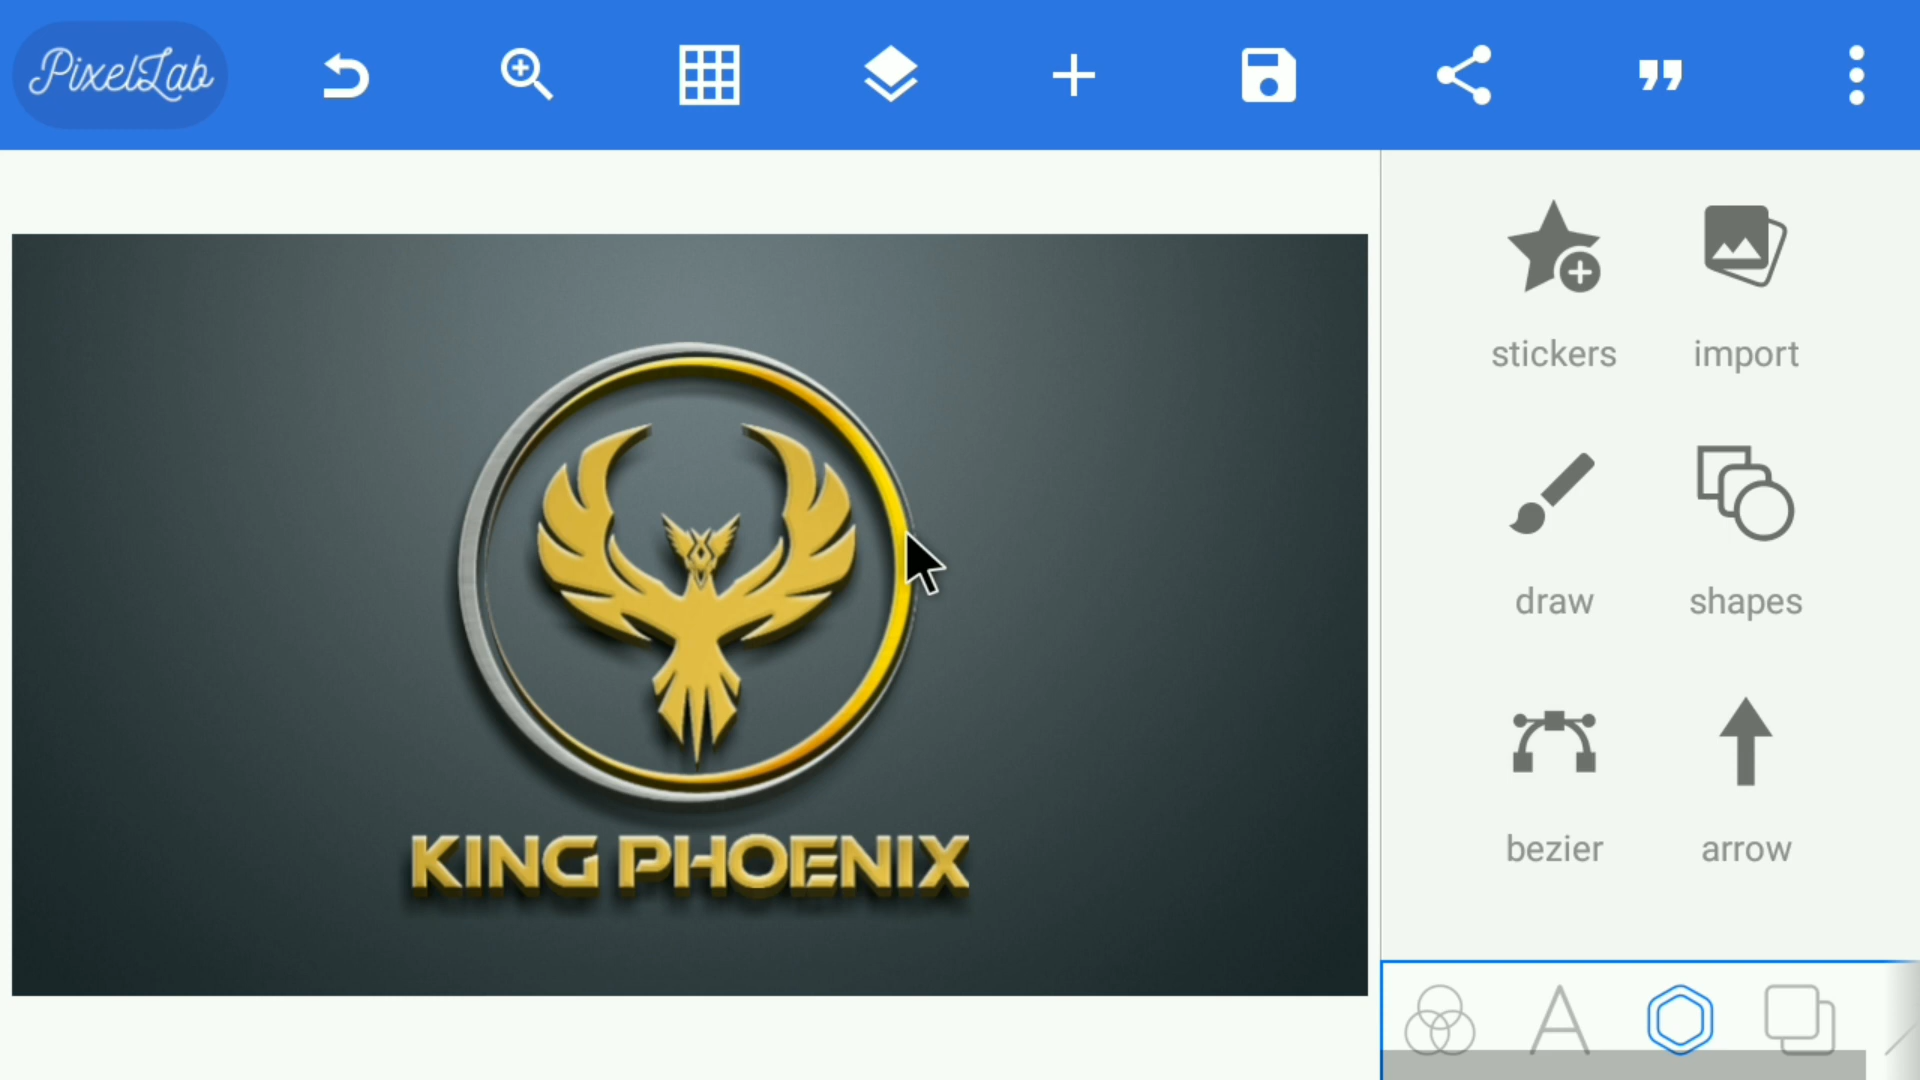 PixelLab
stickers
import
draw
shapes
bezier
arrow
KING PHOENIX